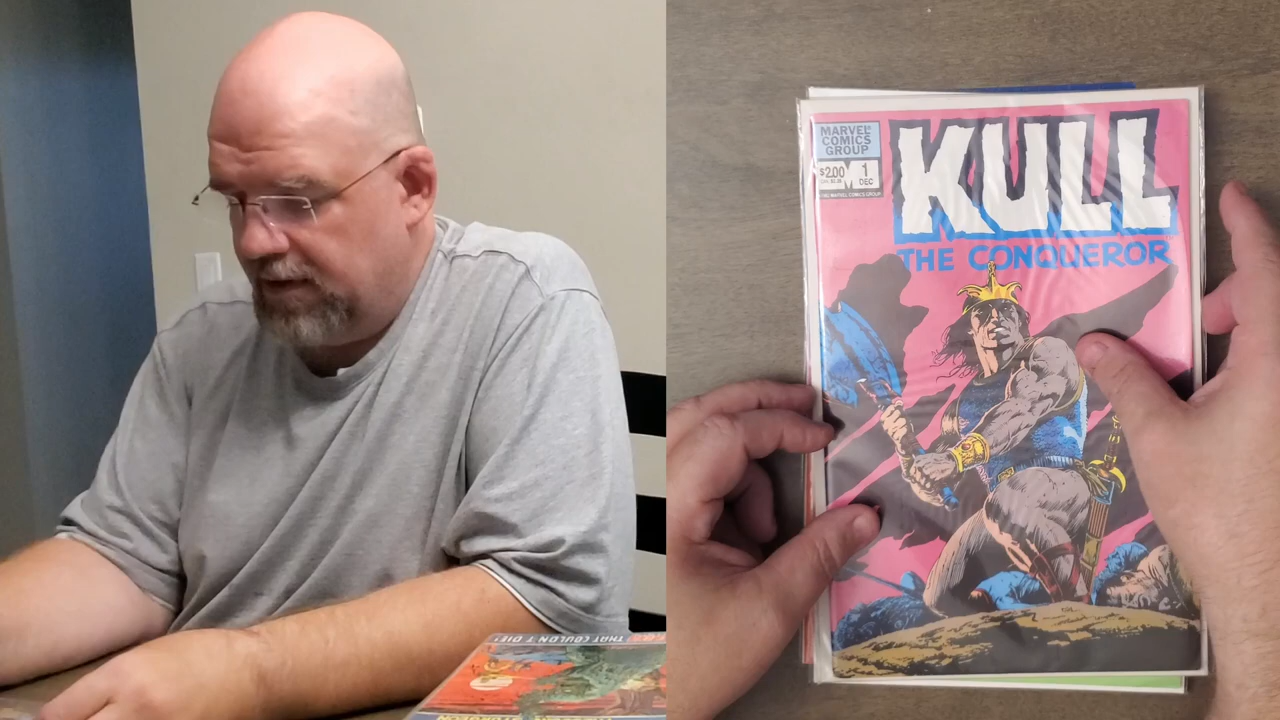 THAT COULDN'T DIE!
MARVEL®
COMICS
GROUP
$2.00
1
DEC
KULL
THE CONQUEROR